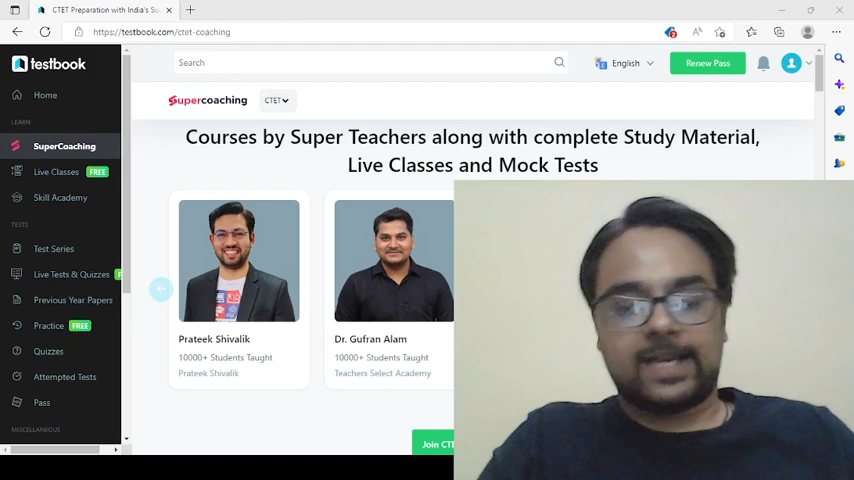 CTET Preparation with India's Su
https://testbook.com/ctet-coaching
2
testbook
Search
English
Renew Pass
Home
Supercoaching
CTET
LEARN
SuperCoaching
Live Classes FREE
Skill Academy
TESTS
Test Series
Live Tests & Quizzes F
Previous Year Papers
Practice FREE
Quizzes
Attempted Tests
Pass
MISCELLANEOUS
Courses by Super Teachers along with complete Study Material,
Live Classes and Mock Tests
Prateek Shivalik
10000+ Students Taught
Prateek Shivalik
Dr. Gufran Alam
10000+ Students Taught
Teachers Select Academy
Join CTE